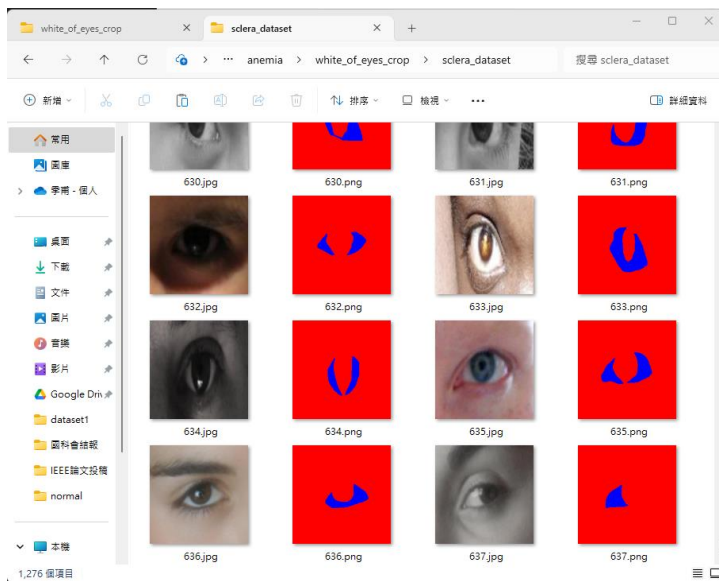 white_of_eyes_crop
sclera_dataset
anemia > white_of_eyes_crop > sclera_dataset
搜尋 sclera_dataset
新增
排序
檢視
詳細資料
常用
圖庫
季甫 - 個人
桌面
下載
文件
圖片
音樂
影片
Google Driv
dataset1
國科會結報
IEEE論文投稿
normal
本機
630.jpg
630.png
631.jpg
631.png
632.jpg
632.png
633.jpg
633.png
634.jpg
634.png
635.jpg
635.png
636.jpg
636.png
637.jpg
637.png
1,276 個項目